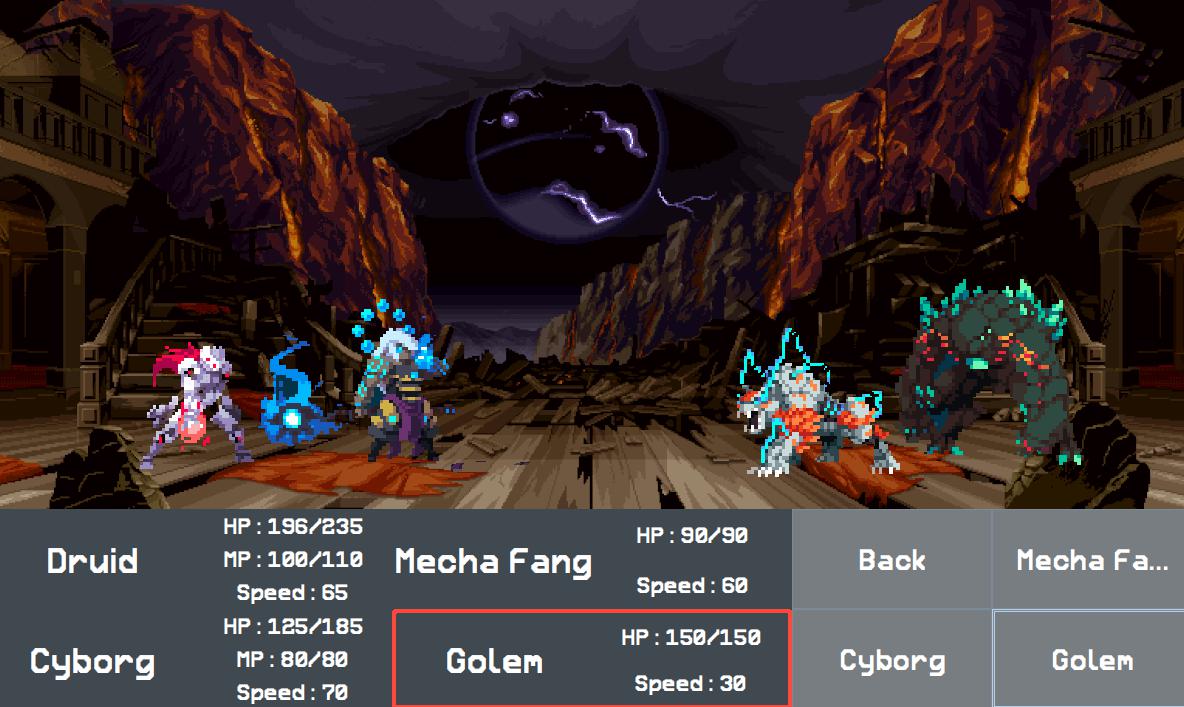 Druid
HP : 196/235
MP : 100/110
Speed : 65
Mecha Fang
HP : 90/90
Speed : 60
Back
Mecha Fa...
Cyborg
HP : 125/185
MP : 80/80
Speed : 70
Golem
HP : 150/150
Speed : 30
Cyborg
Golem